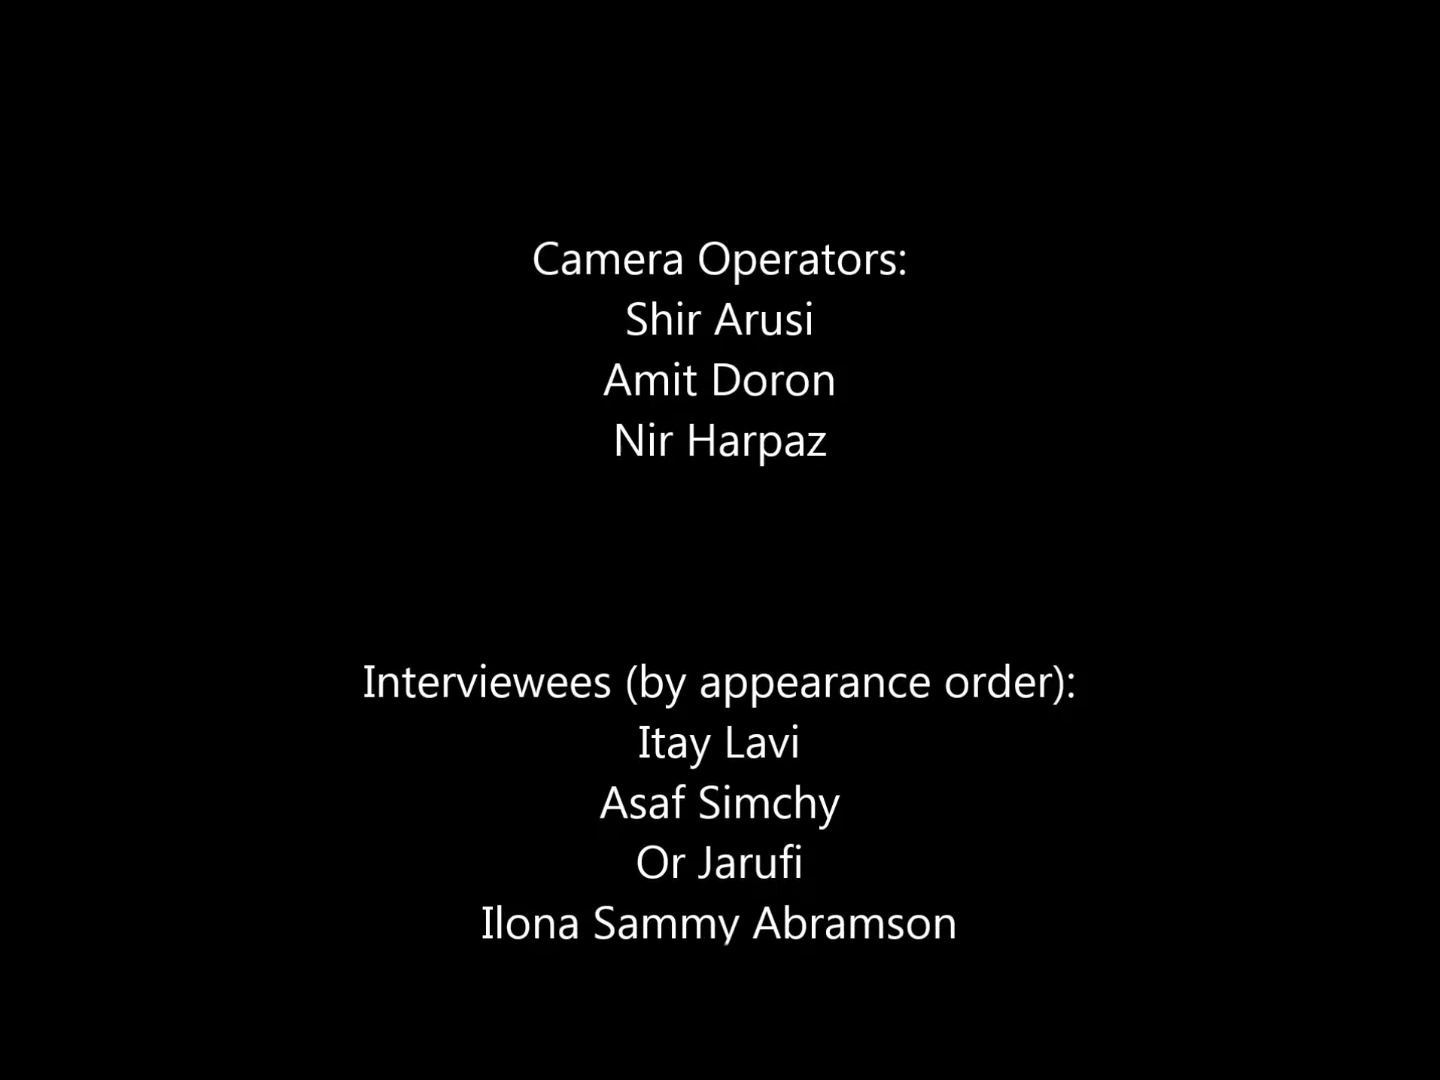 Camera Operators:
Shir Arusi
Amit Doron
Nir Harpaz
Interviewees (by appearance order):
Itay Lavi
Asaf Simchy
Or Jarufi
Ilona Sammy Abramson